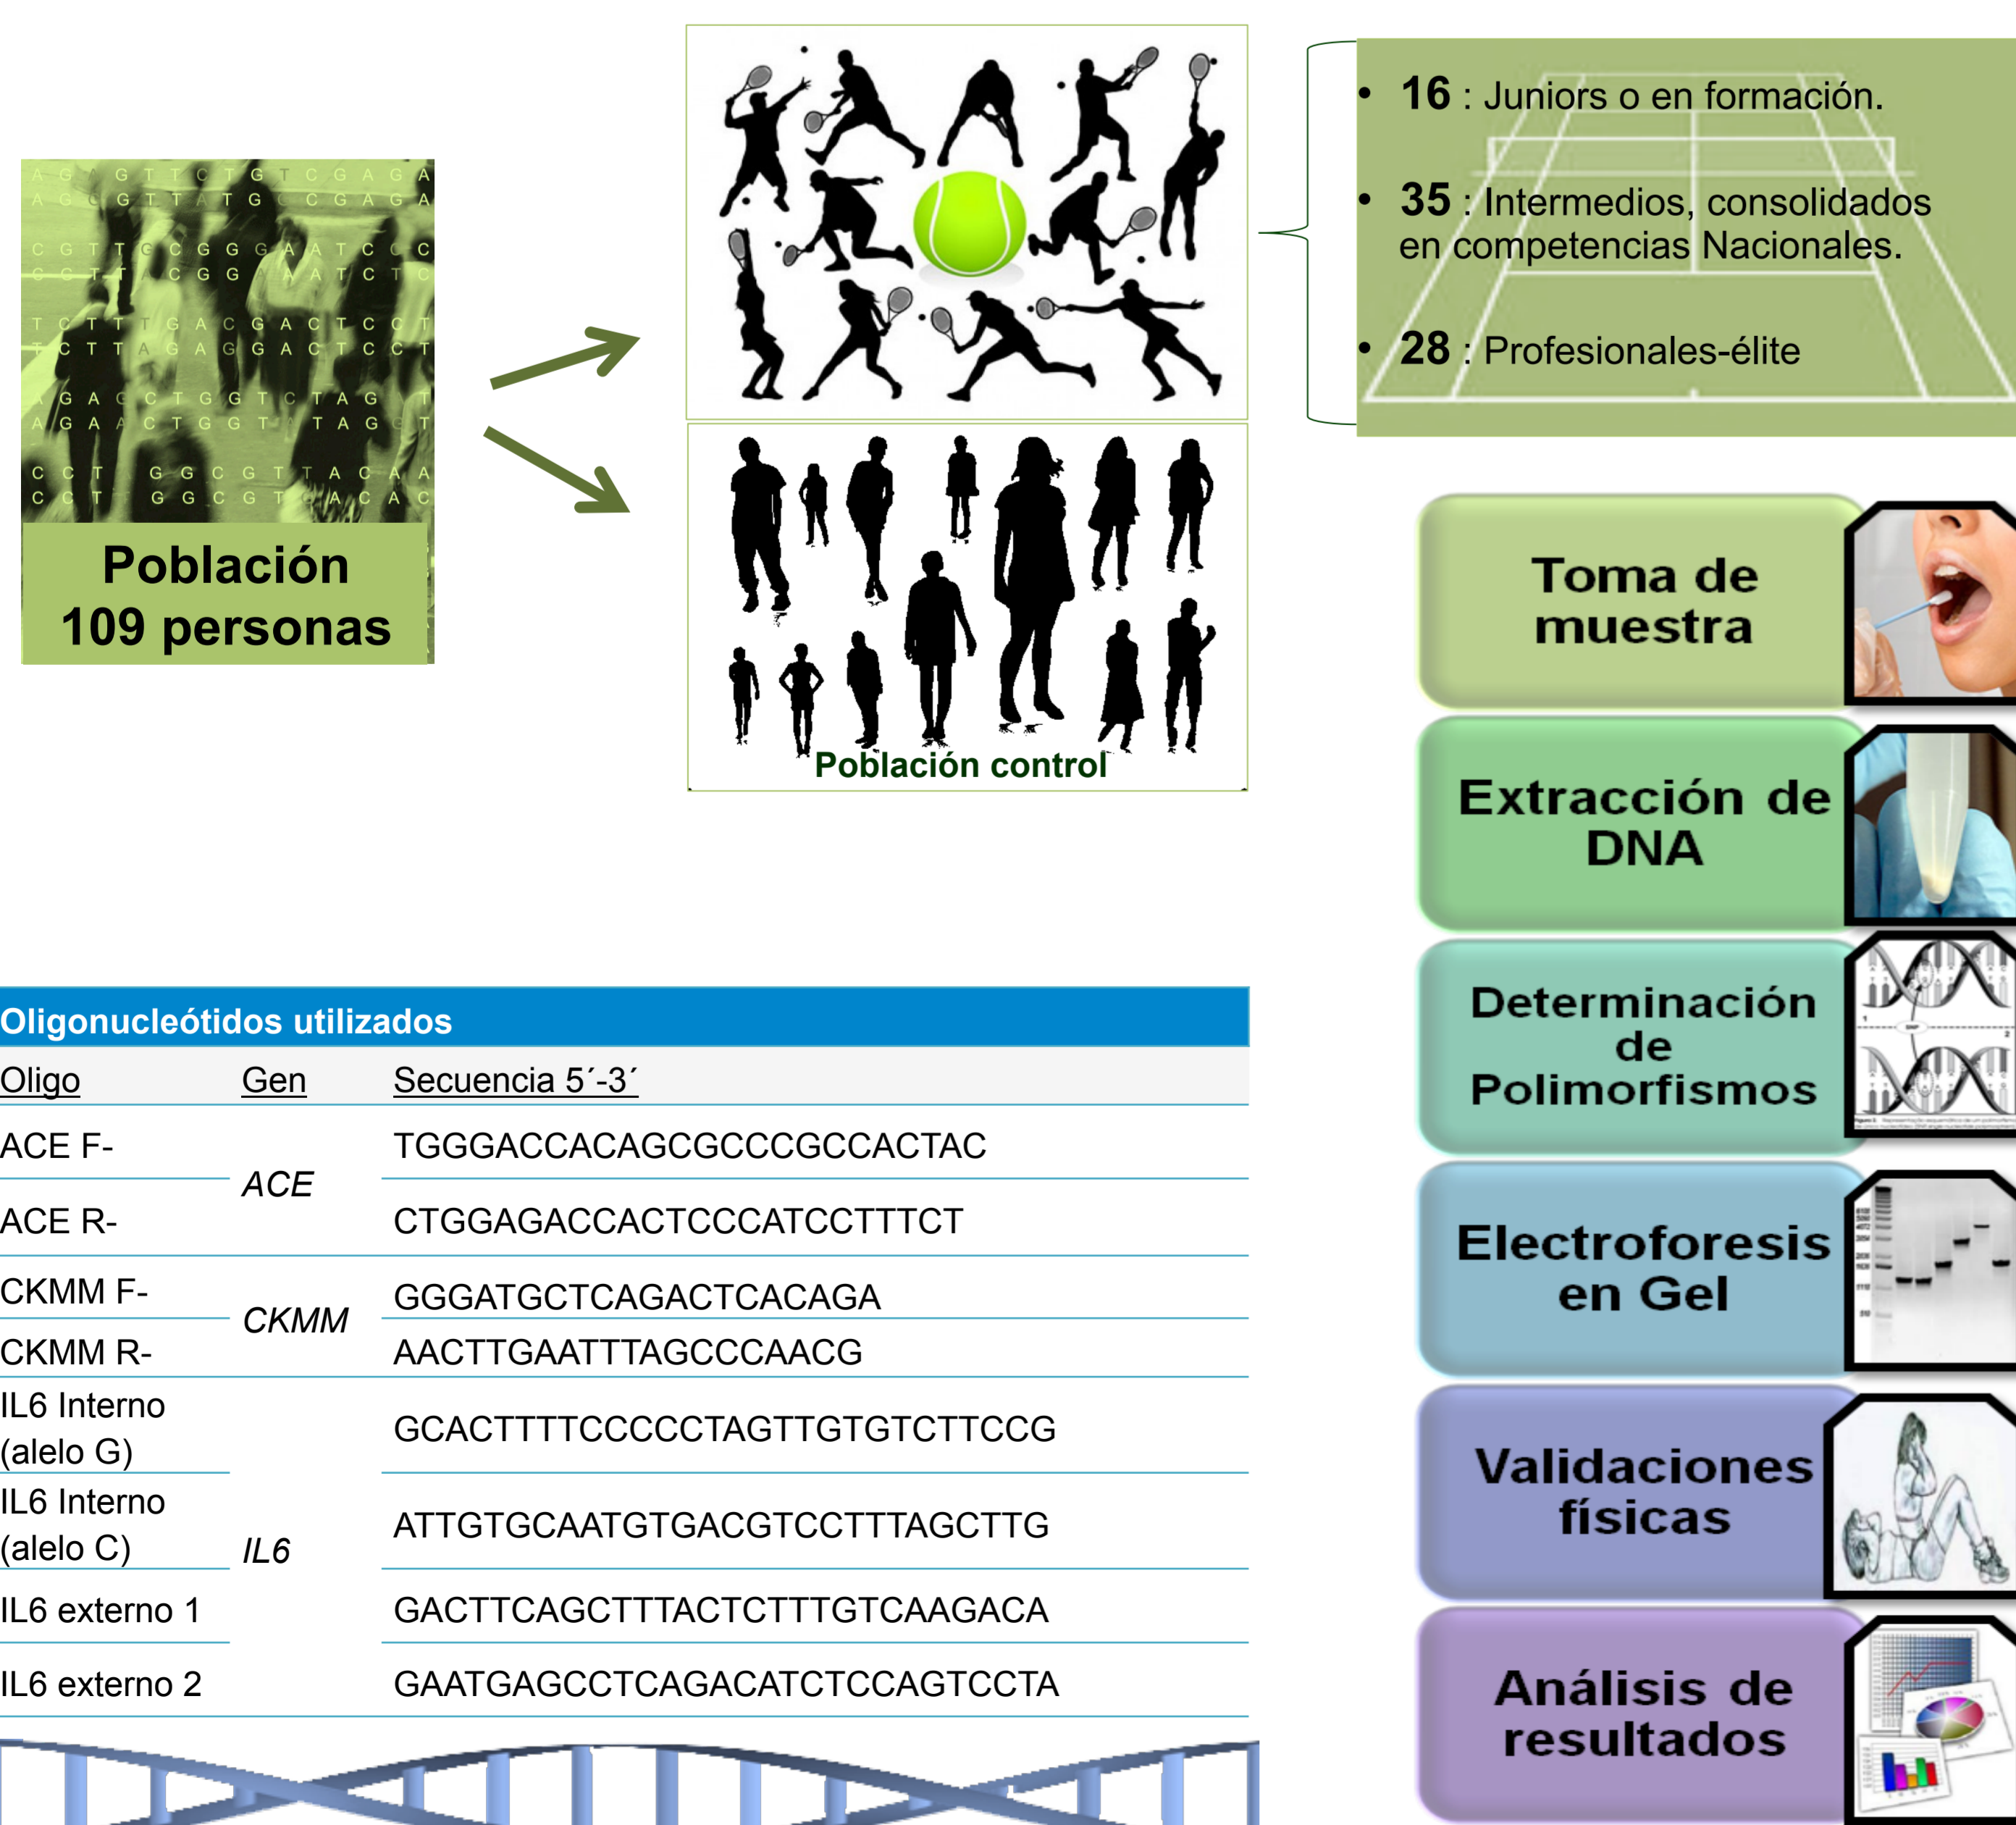 Población
109 personas
Población control
• 16 : Juniors o en formación.
• 35 : Intermedios, consolidados
en competencias Nacionales.
• 28 : Profesionales-élite
Oligonucleótidos utilizados
Oligo Gen Secuencia 5´-3´
ACE F- TGGGACCACAGCGCCCGCCACTAC
ACE
ACE R- CTGGAGACCACTCCCATCCTTTCT
CKMM F- GGGATGCTCAGACTCACAGA
CKMM
CKMM R- AACTTGAATTTAGCCCAACG
IL6 Interno
(alelo G) GCACTTTTCCCCCTAGTTGTGTCTTCCG
IL6 Interno
(alelo C) ATTGTGCAATGTGACGTCCTTTAGCTTG
IL6
IL6 externo 1 GACTTCAGCTTTACTCTTTGTCAAGACA
IL6 externo 2 GAATGAGCCTCAGACATCTCCAGTCCTA
Toma de
muestra
Extracción de
DNA
Determinación
de
Polimorfismos
Electroforesis
en Gel
Validaciones
físicas
Análisis de
resultados